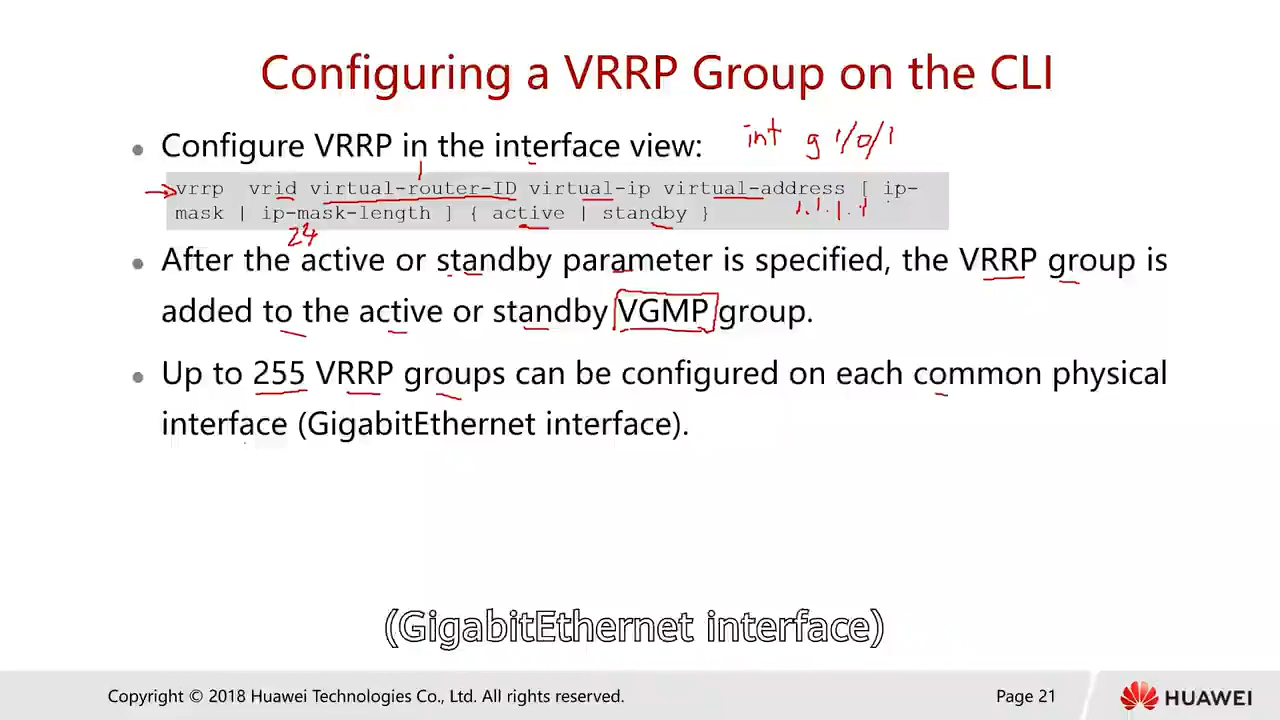 Configuring a VRRP Group on the CLI
Configure VRRP in the interface view: int g 1/0/1
1
vrrp vrid virtual-router-ID virtual-ip virtual-address [ ip-
mask | ip-mask-length ] { active | standby } 1.1.1.1
24
After the active or standby parameter is specified, the VRRP group is
added to the active or standby VGMP group.
Up to 255 VRRP groups can be configured on each common physical
interface (GigabitEthernet interface).
(GigabitEthernet interface)
Copyright © 2018 Huawei Technologies Co., Ltd. All rights reserved. Page 21 HUAWEI